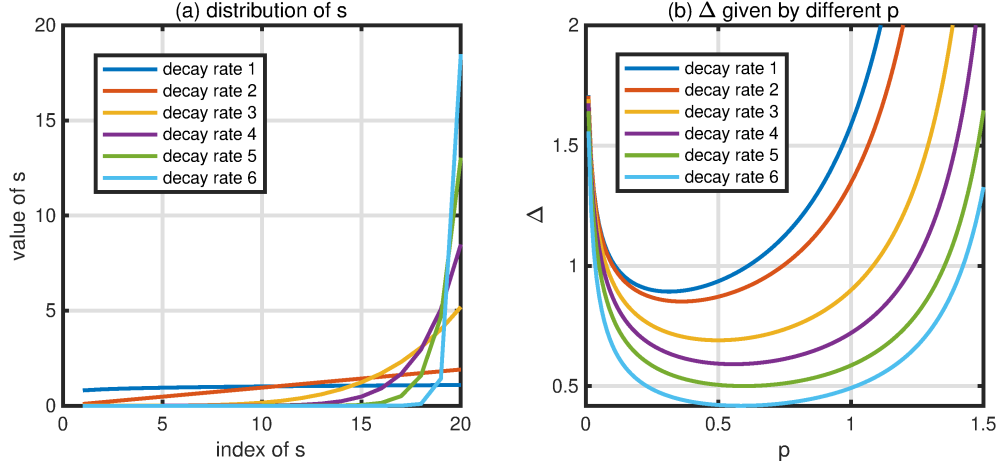 (a) distribution of s
20
15
10
5
0
value of s
0
5
10
15
20
index of s
decay rate 1
decay rate 2
decay rate 3
decay rate 4
decay rate 5
decay rate 6
(b) Δ given by different p
2
1.5
1
0.5
Δ
0
0.5
1
1.5
p
decay rate 1
decay rate 2
decay rate 3
decay rate 4
decay rate 5
decay rate 6